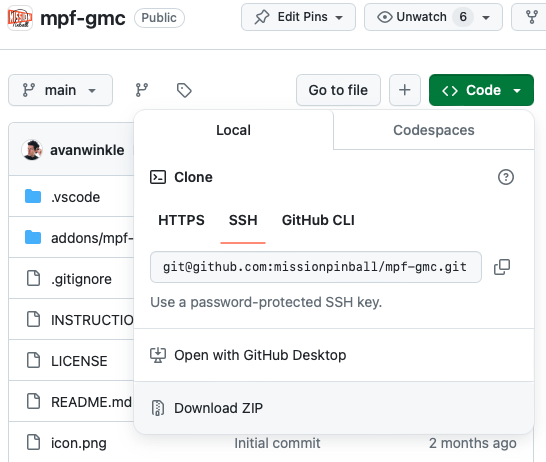 mpf-gmc Public
Edit Pins
Unwatch 6
main
Go to file
Code
Local
Codespaces
avanwinkle
Clone
.vscode
HTTPS
SSH
GitHub CLI
addons/mpf-
git@github.com:missionpinball/mpf-gmc.git
.gitignore
Use a password-protected SSH key.
INSTRUCTIO
Open with GitHub Desktop
LICENSE
README.md
Download ZIP
icon.png
Initial commit
2 months ago